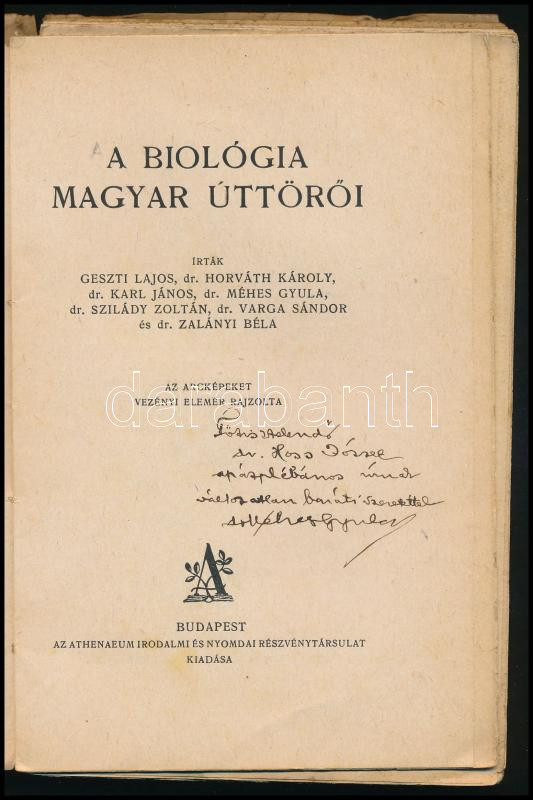 A BIOLÓGIA
MAGYAR ÚTTÖRŐI
ÍRTÁK
GESZTI LAJOS, dr. HORVÁTH KÁROLY,
dr. KARL JÁNOS, dr. MÉHES GYULA,
dr. SZILÁDY ZOLTÁN, dr. VARGA SÁNDOR
és dr. ZALÁNYI BÉLA
AZ ARCKÉPEKET
VEZÉNYI ELEMÉR RAJZOLTA
darabanth
Főtisztelendő
dr. Koss József
apátplébános úrnak
változatlan baráti szeretettel
dr Méhes Gyula
A
BUDAPEST
AZ ATHENAEUM IRODALMI ÉS NYOMDAI RÉSZVÉNYTÁRSULAT
KIADÁSA